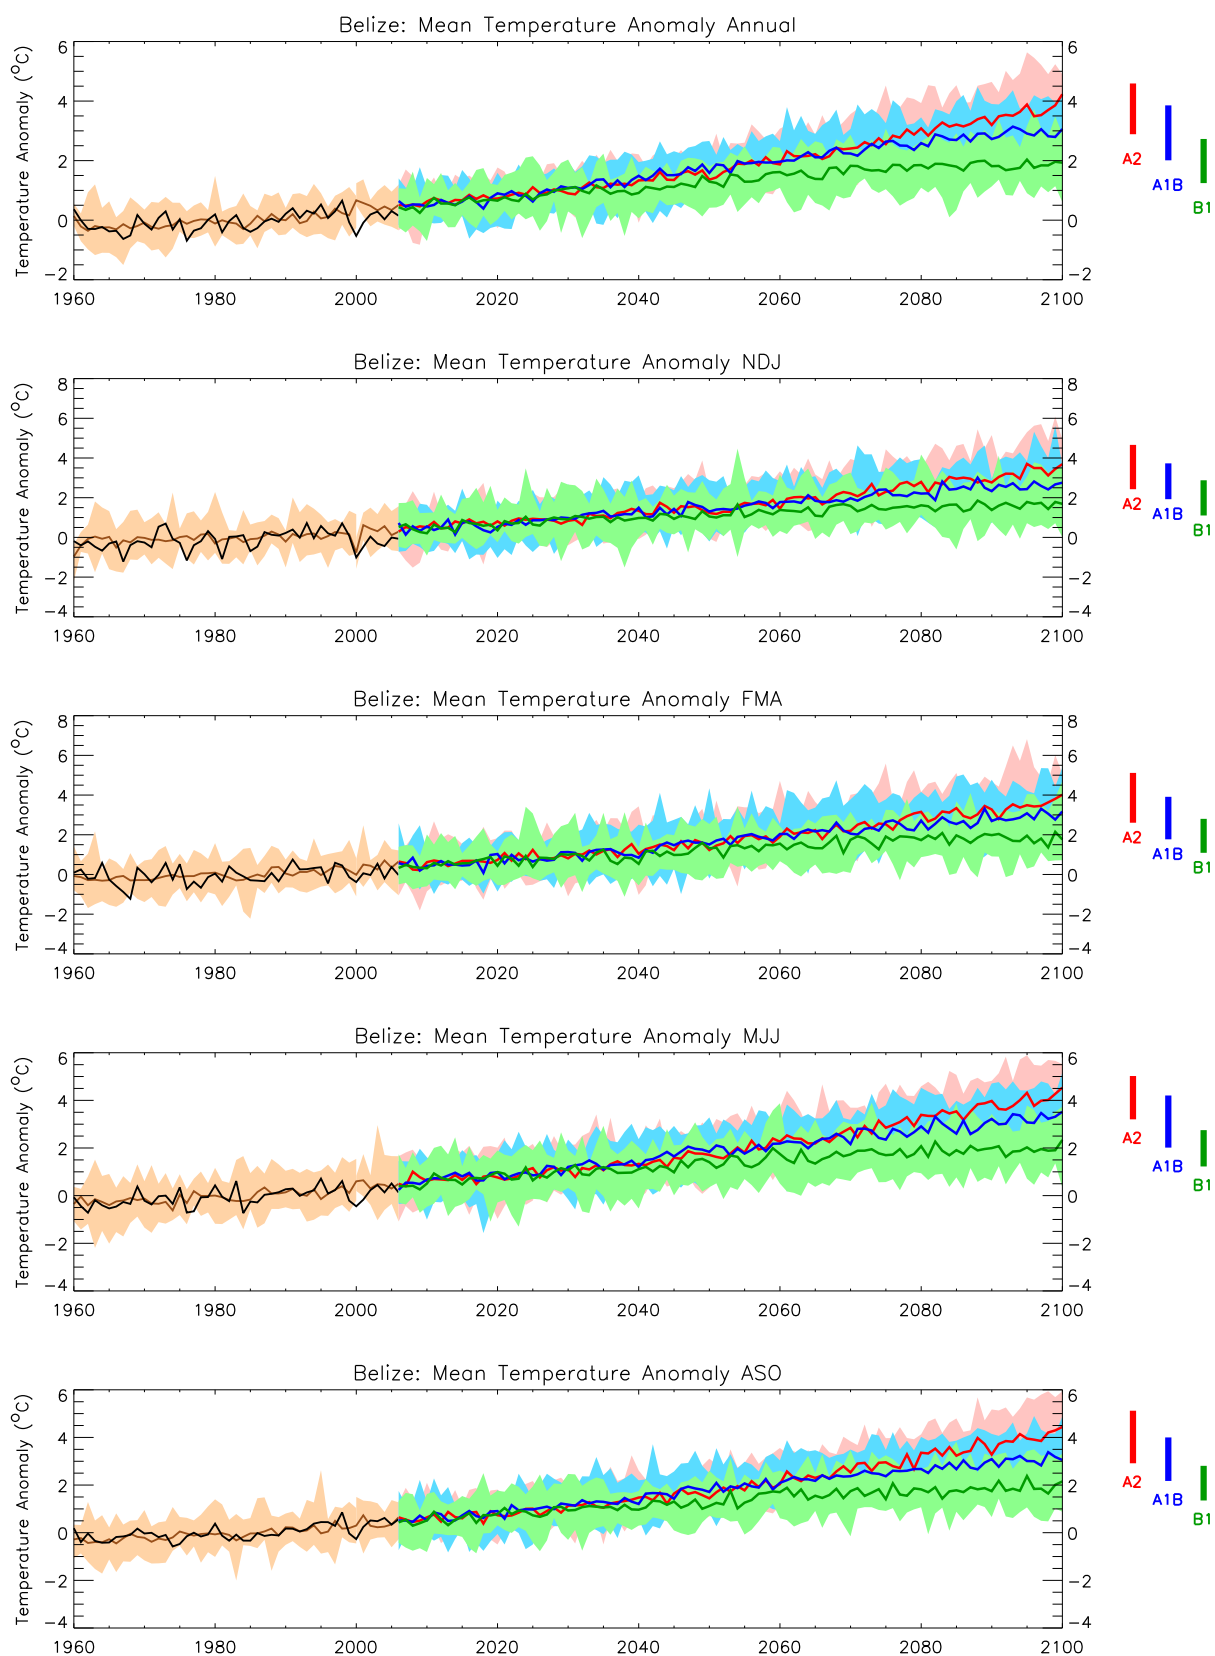 Belize: Mean Temperature Anomaly Annual
Temperature Anomaly (°C)
6 4 2 0 −2
6 4 2 0 −2
1960 1980 2000 2020 2040 2060 2080 2100
A2 A1B B1
Belize: Mean Temperature Anomaly NDJ
Temperature Anomaly (°C)
8 6 4 2 0 −2 −4
8 6 4 2 0 −2 −4
1960 1980 2000 2020 2040 2060 2080 2100
A2 A1B B1
Belize: Mean Temperature Anomaly FMA
Temperature Anomaly (°C)
8 6 4 2 0 −2 −4
8 6 4 2 0 −2 −4
1960 1980 2000 2020 2040 2060 2080 2100
A2 A1B B1
Belize: Mean Temperature Anomaly MJJ
Temperature Anomaly (°C)
6 4 2 0 −2 −4
6 4 2 0 −2 −4
1960 1980 2000 2020 2040 2060 2080 2100
A2 A1B B1
Belize: Mean Temperature Anomaly ASO
Temperature Anomaly (°C)
6 4 2 0 −2 −4
6 4 2 0 −2 −4
1960 1980 2000 2020 2040 2060 2080 2100
A2 A1B B1